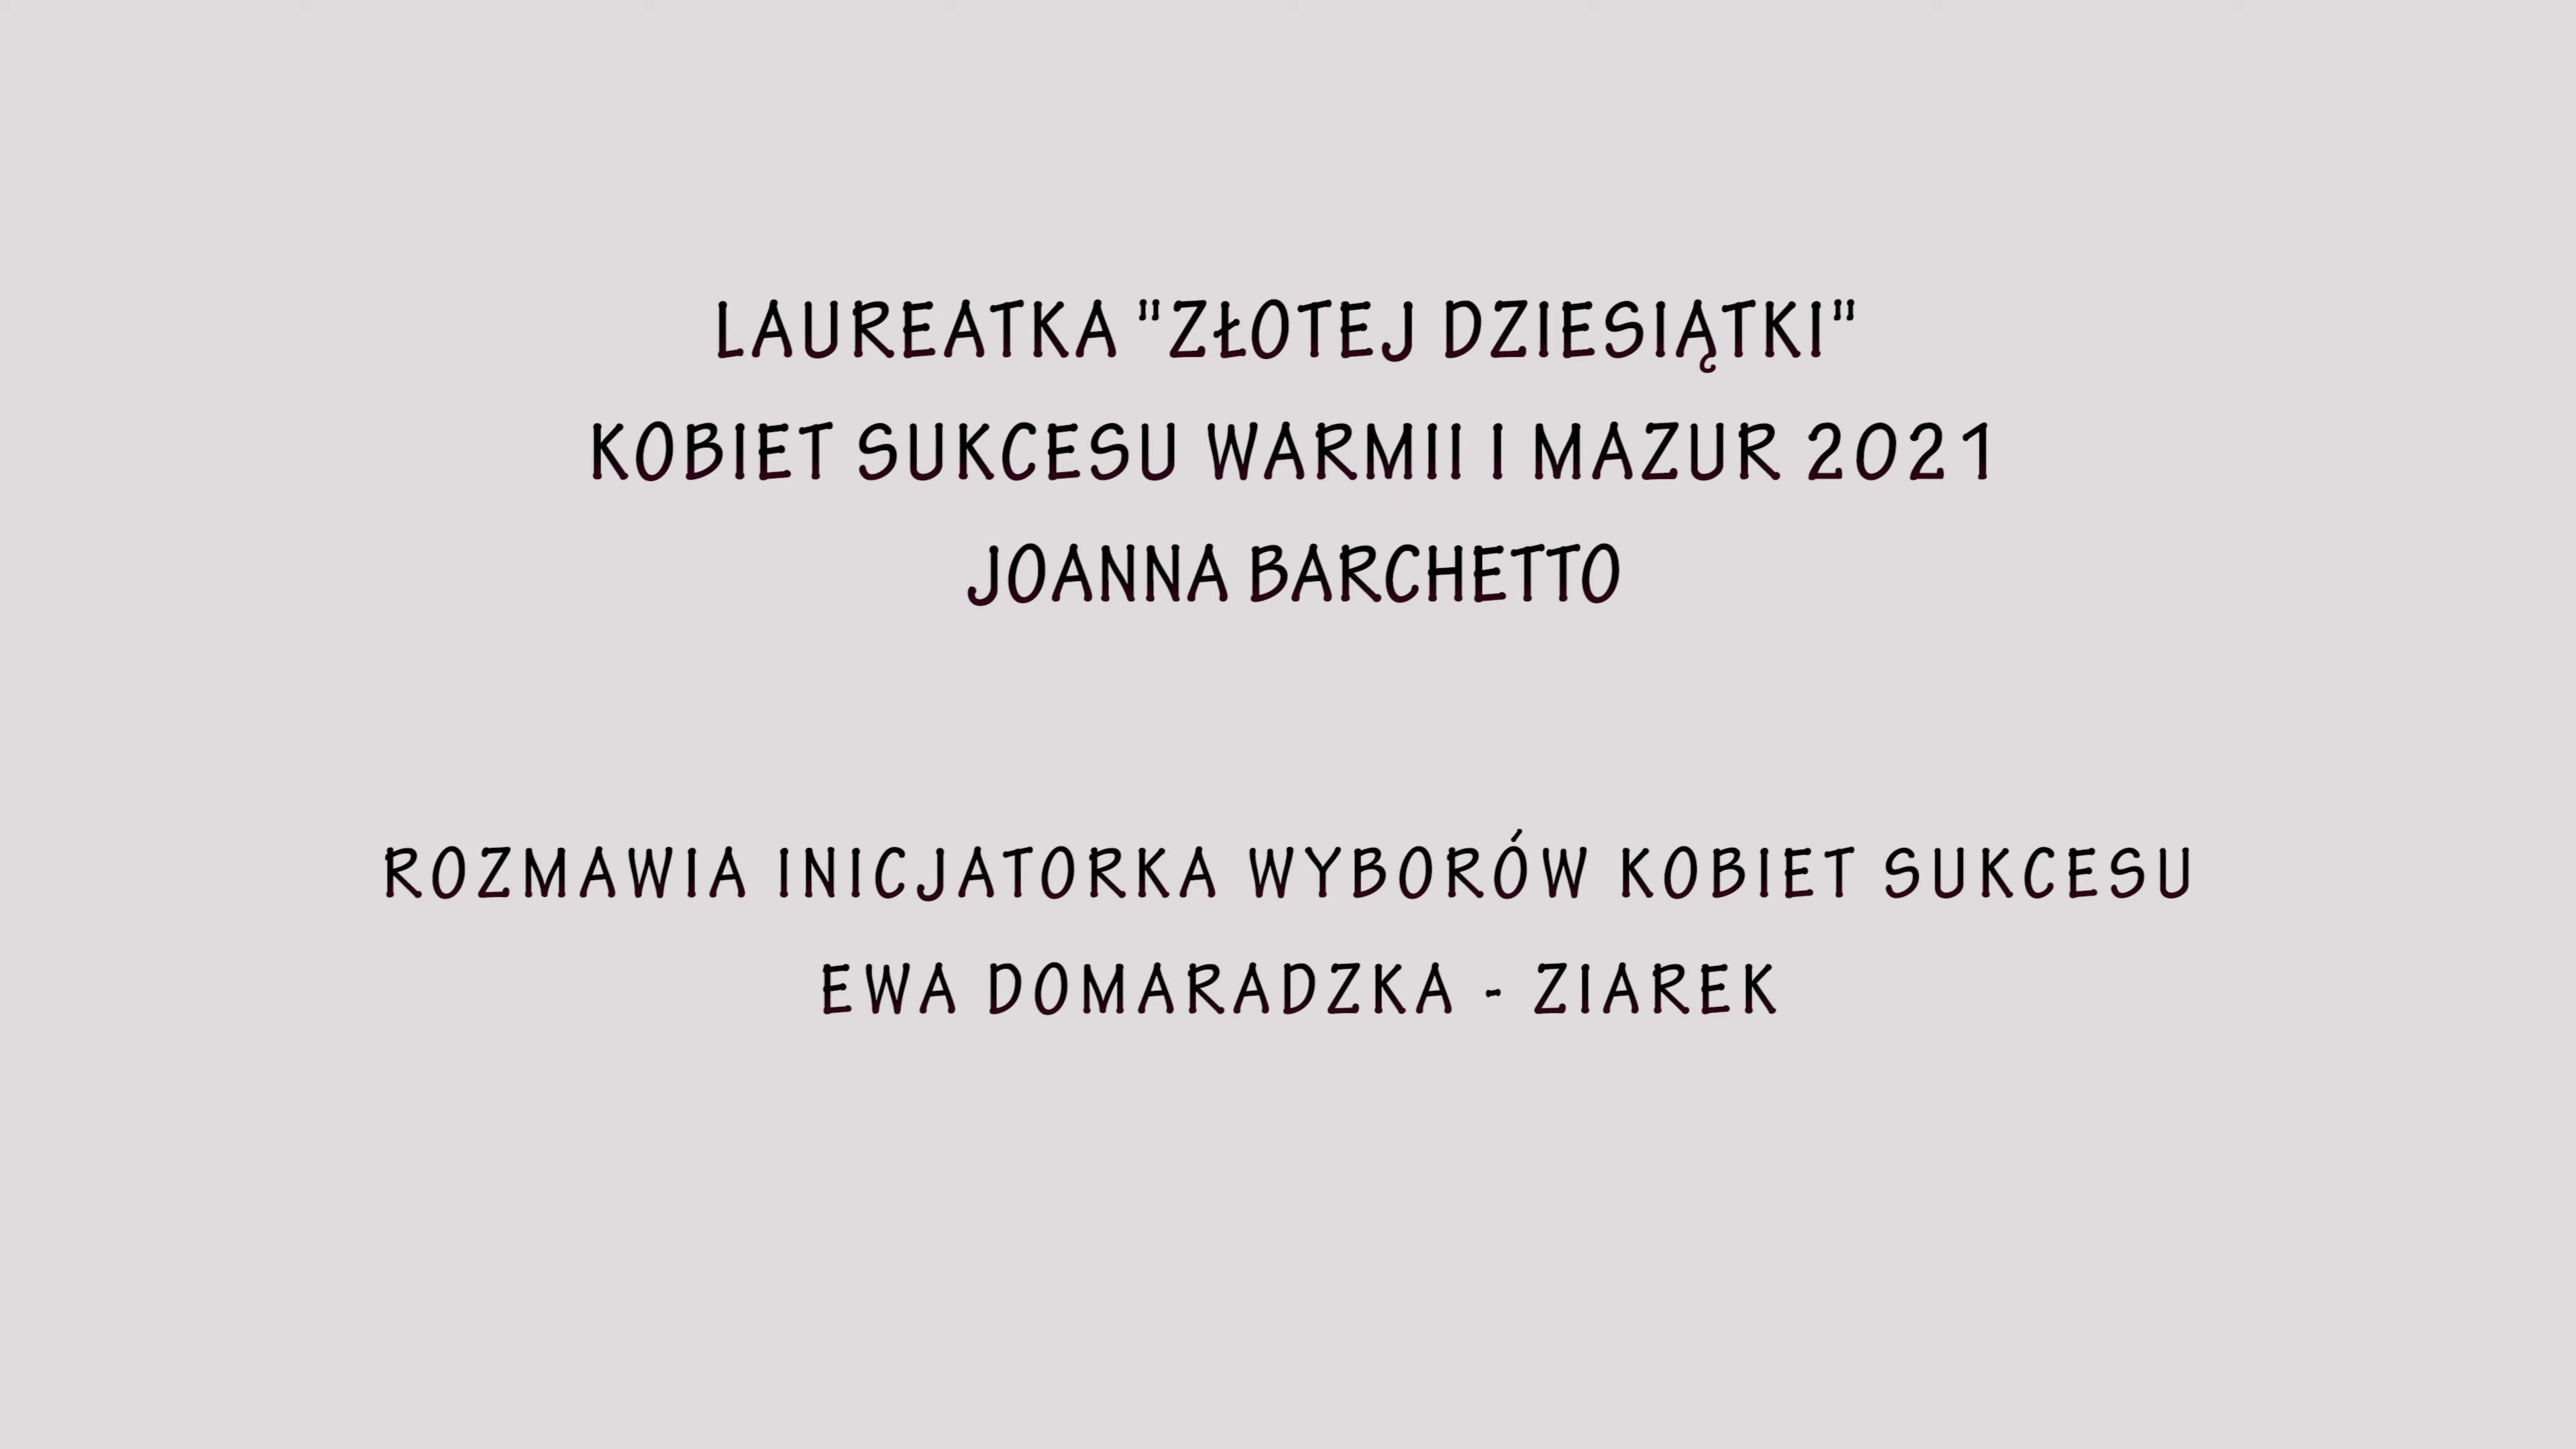 LAUREATKA "ZŁOTEJ DZIESIĄTKI"
KOBIET SUKCESU WARMII I MAZUR 2021
JOANNA BARCHETTO
ROZMAWIA INICJATORKA WYBORÓW KOBIET SUKCESU
EWA DOMARADZKA - ZIAREK